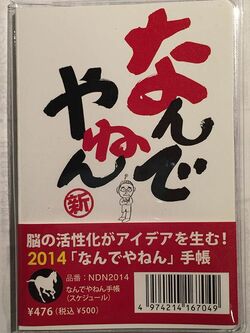 なんで
やねん
新
脳の活性化がアイデアを生む!
2014「なんでやねん」手帳
品番:NDN2014
なんでやねん手帳
(スケジュール)
¥476(税込 ¥500)
4 974214 167049